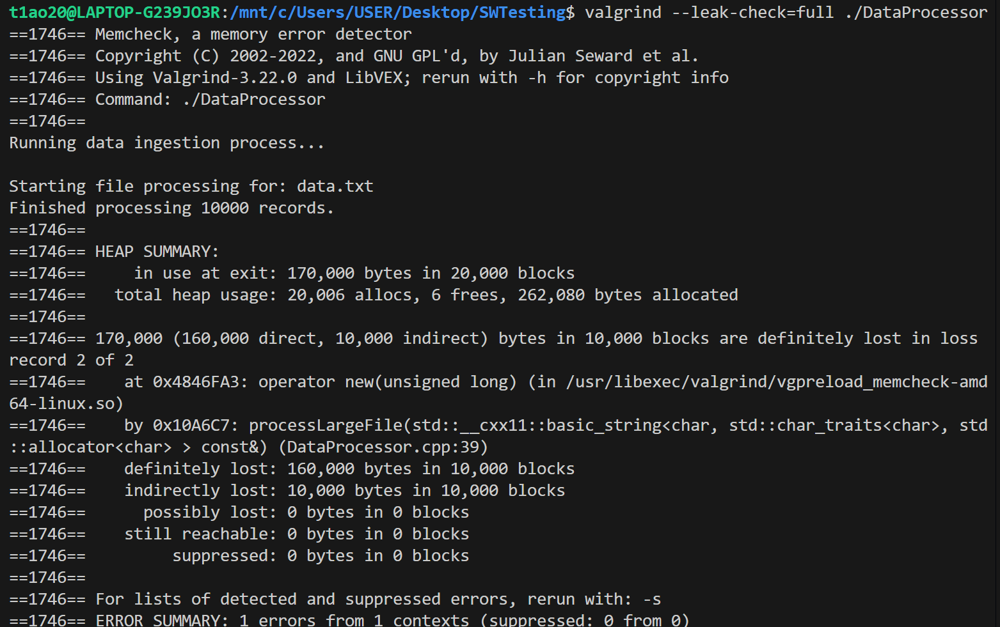 t1ao20@LAPTOP-G239JO3R:/mnt/c/Users/USER/Desktop/SWTesting$ valgrind --leak-check=full ./DataProcessor
==1746== Memcheck, a memory error detector
==1746== Copyright (C) 2002-2022, and GNU GPL'd, by Julian Seward et al.
==1746== Using Valgrind-3.22.0 and LibVEX; rerun with -h for copyright info
==1746== Command: ./DataProcessor
==1746==
Running data ingestion process...

Starting file processing for: data.txt
Finished processing 10000 records.
==1746==
==1746== HEAP SUMMARY:
==1746==     in use at exit: 170,000 bytes in 20,000 blocks
==1746==   total heap usage: 20,006 allocs, 6 frees, 262,080 bytes allocated
==1746==
==1746== 170,000 (160,000 direct, 10,000 indirect) bytes in 10,000 blocks are definitely lost in loss
record 2 of 2
==1746==    at 0x4846FA3: operator new(unsigned long) (in /usr/libexec/valgrind/vgpreload_memcheck-amd
64-linux.so)
==1746==    by 0x10A6C7: processLargeFile(std::__cxx11::basic_string<char, std::char_traits<char>, std
::allocator<char> > const&) (DataProcessor.cpp:39)
==1746==    definitely lost: 160,000 bytes in 10,000 blocks
==1746==    indirectly lost: 10,000 bytes in 10,000 blocks
==1746==      possibly lost: 0 bytes in 0 blocks
==1746==    still reachable: 0 bytes in 0 blocks
==1746==         suppressed: 0 bytes in 0 blocks
==1746==
==1746== For lists of detected and suppressed errors, rerun with: -s
==1746== ERROR SUMMARY: 1 errors from 1 contexts (suppressed: 0 from 0)